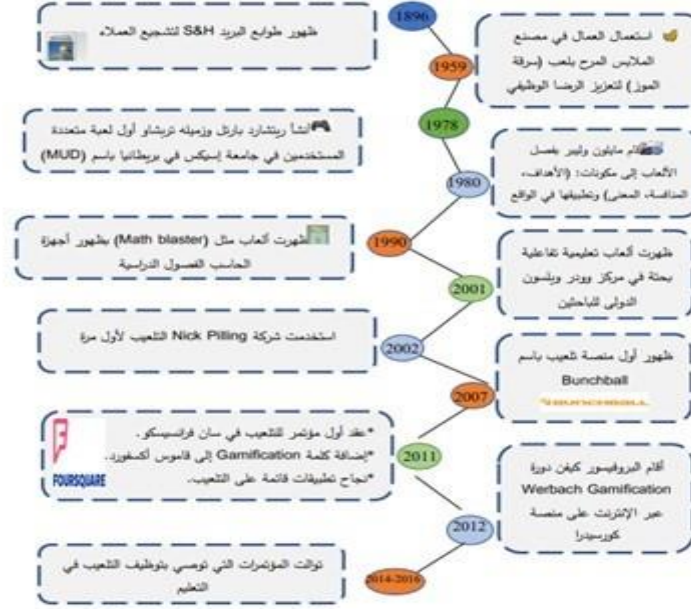 1896
ظهور طوابع البريد S&H لتشجيع العملاء
1959
استعمال العمال في مصنع
الملابس المرح بلعب (سرقة
الموز) لتعزيز الرضا الوظيفي
1978
أنشأ ريتشارد بارتل وزميله تريشاو أول لعبة متعددة
المستخدمين في جامعة إسيكس في بريطانيا باسم (MUD)
1980
قام مايلون وليبر بفصل
الألعاب إلى مكونات: (الأهداف،
المنافسة، المعنى) وتطبيقها في الواقع
1990
ظهرت ألعاب مثل (Math blaster) بظهور أجهزة
الحاسب الفصول الدراسية
2001
ظهرت ألعاب تعليمية تفاعلية
بحثة في مركز وودر ويلسون
الدولي للباحثين
2002
استخدمت شركة Nick Pilling التلعيب لأول مرة
2007
ظهور أول منصة تلعيب باسم
Bunchball
BUNCHBALL
2011
*عقد أول مؤتمر للتلعيب في سان فرانسيسكو.
*إضافة كلمة Gamification إلى قاموس أكسفورد.
*نجاح تطبيقات قائمة على التلعيب.
FOURSQUARE
2012
أقام البروفيسور كيفن دورة
Werbach Gamification
عبر الإنترنت على منصة
كورسيدرا
2014-2016
توالت المؤتمرات التي توصي بتوظيف التلعيب في
التعليم